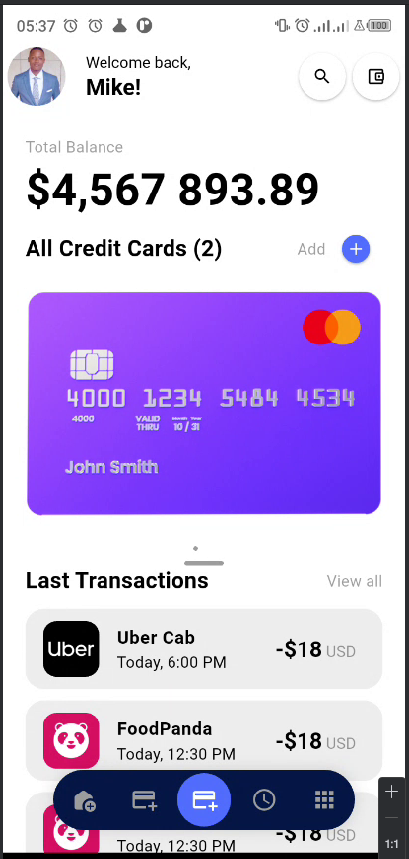 05:37
100
Welcome back,
Mike!
Total Balance
$4,567 893.89
All Credit Cards (2)
Add
4000 1234 5484 4534
4000
VALID THRU
Month Year
10 / 31
John Smith
Last Transactions
View all
Uber
Uber Cab
-$18 USD
Today, 6:00 PM
FoodPanda
-$18 USD
Today, 12:30 PM
-$18 USD
Today, 12:30 PM
1:1